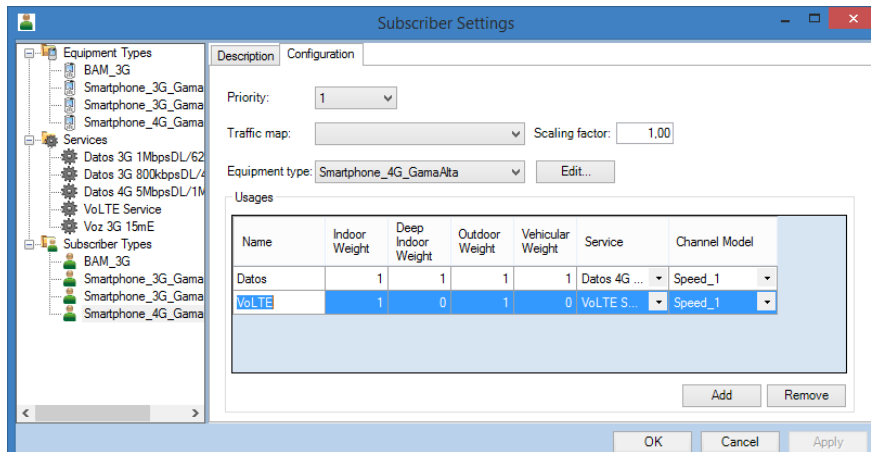 Subscriber Settings
Equipment Types
BAM_3G
Smartphone_3G_Gama
Smartphone_3G_Gama
Smartphone_4G_Gama
Services
Datos 3G 1MbpsDL/62
Datos 3G 800kbpsDL/4
Datos 4G 5MbpsDL/1M
VoLTE Service
Voz 3G 15mE
Subscriber Types
BAM_3G
Smartphone_3G_Gama
Smartphone_3G_Gama
Smartphone_4G_Gama
Description Configuration
Priority: 1
Traffic map: Scaling factor: 1,00
Equipment type: Smartphone_4G_GamaAlta Edit...
Usages
Name Indoor Weight Deep Indoor Weight Outdoor Weight Vehicular Weight Service Channel Model
Datos 1 1 1 1 Datos 4G ... Speed_1
VoLTE 1 0 1 0 VoLTE S... Speed_1
Add Remove
OK Cancel Apply